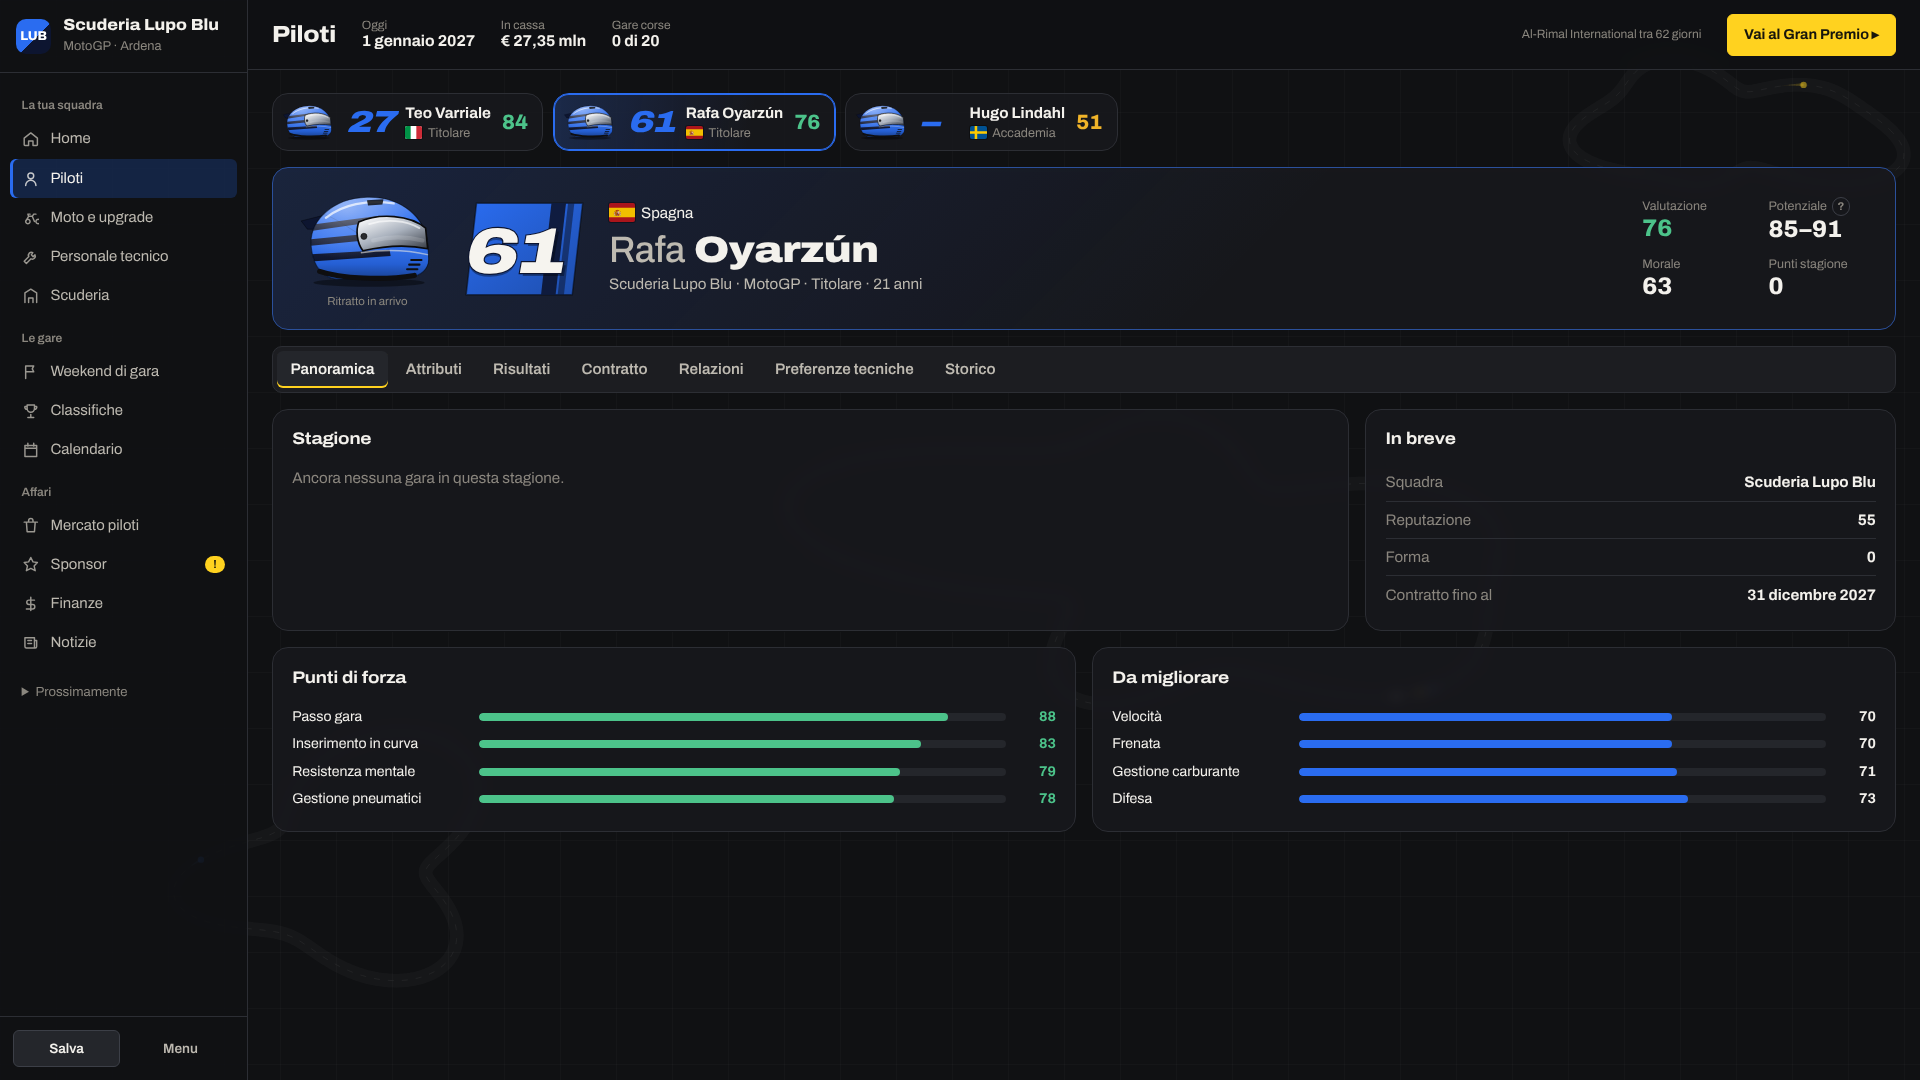 LUB
Scuderia Lupo Blu
MotoGP · Ardena
La tua squadra
Home
Piloti
Moto e upgrade
Personale tecnico
Scuderia
Le gare
Weekend di gara
Classifiche
Calendario
Affari
Mercato piloti
Sponsor
!
Finanze
Notizie
▶ Prossimamente
Salva
Menu
Piloti
Oggi
1 gennaio 2027
In cassa
€ 27,35 mln
Gare corse
0 di 20
Al-Rimal International tra 62 giorni
Vai al Gran Premio ▸
27
Teo Varriale
Titolare
84
61
Rafa Oyarzún
Titolare
76
–
Hugo Lindahl
Accademia
51
Ritratto in arrivo
61
Spagna
Rafa Oyarzún
Scuderia Lupo Blu · MotoGP · Titolare · 21 anni
Valutazione
76
Potenziale ?
85–91
Morale
63
Punti stagione
0
Panoramica
Attributi
Risultati
Contratto
Relazioni
Preferenze tecniche
Storico
Stagione
Ancora nessuna gara in questa stagione.
In breve
Squadra Scuderia Lupo Blu
Reputazione 55
Forma 0
Contratto fino al 31 dicembre 2027
Punti di forza
Passo gara 88
Inserimento in curva 83
Resistenza mentale 79
Gestione pneumatici 78
Da migliorare
Velocità 70
Frenata 70
Gestione carburante 71
Difesa 73